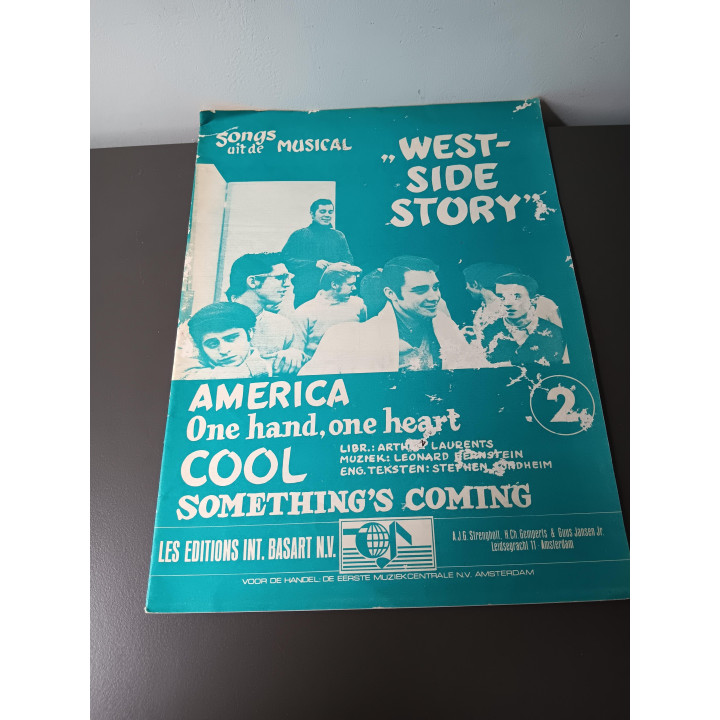 Songs
uit de MUSICAL
„WEST-
SIDE
STORY”
AMERICA
One hand, one heart
2
COOL
LIBR.: ARTHUR LAURENTS
MUZIEK: LEONARD BERNSTEIN
ENG. TEKSTEN: STEPHEN SONDHEIM
SOMETHING'S COMING
LES EDITIONS INT. BASART N.V.
A.J.G. Strengholt, H.Ch. Gemperts & Guus Jansen Jr.
Leidsegracht 11 Amsterdam
VOOR DE HANDEL: DE EERSTE MUZIEKCENTRALE N.V. AMSTERDAM